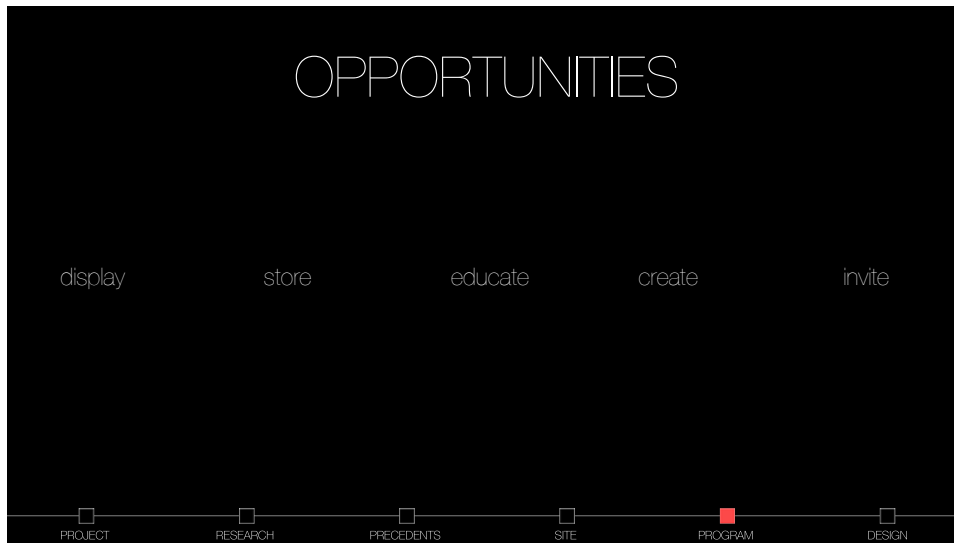 OPPORTUNITIES
display store educate create invite
PROJECT RESEARCH PRECEDENTS SITE PROGRAM DESIGN